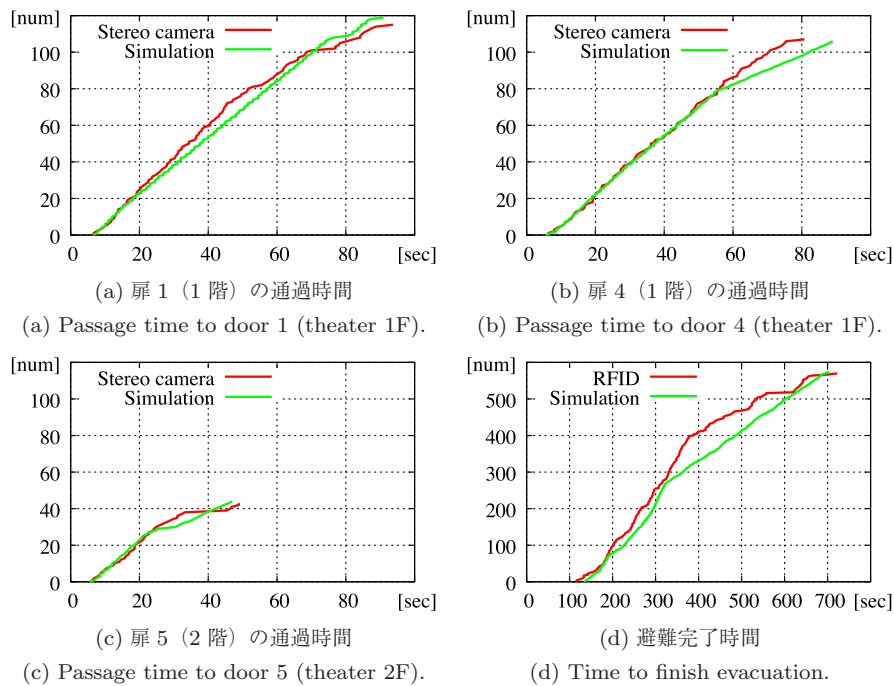 [num]
Stereo camera
Simulation
100
80
60
40
20
0
0 20 40 60 80 [sec]
(a) 扉 1（1 階）の通過時間
(a) Passage time to door 1 (theater 1F).
[num]
Stereo camera
Simulation
100
80
60
40
20
0
0 20 40 60 80 [sec]
(b) 扉 4（1 階）の通過時間
(b) Passage time to door 4 (theater 1F).
[num]
Stereo camera
Simulation
100
80
60
40
20
0
0 20 40 60 80 [sec]
(c) 扉 5（2 階）の通過時間
(c) Passage time to door 5 (theater 2F).
[num]
RFID
Simulation
500
400
300
200
100
0
0 100 200 300 400 500 600 700 [sec]
(d) 避難完了時間
(d) Time to finish evacuation.